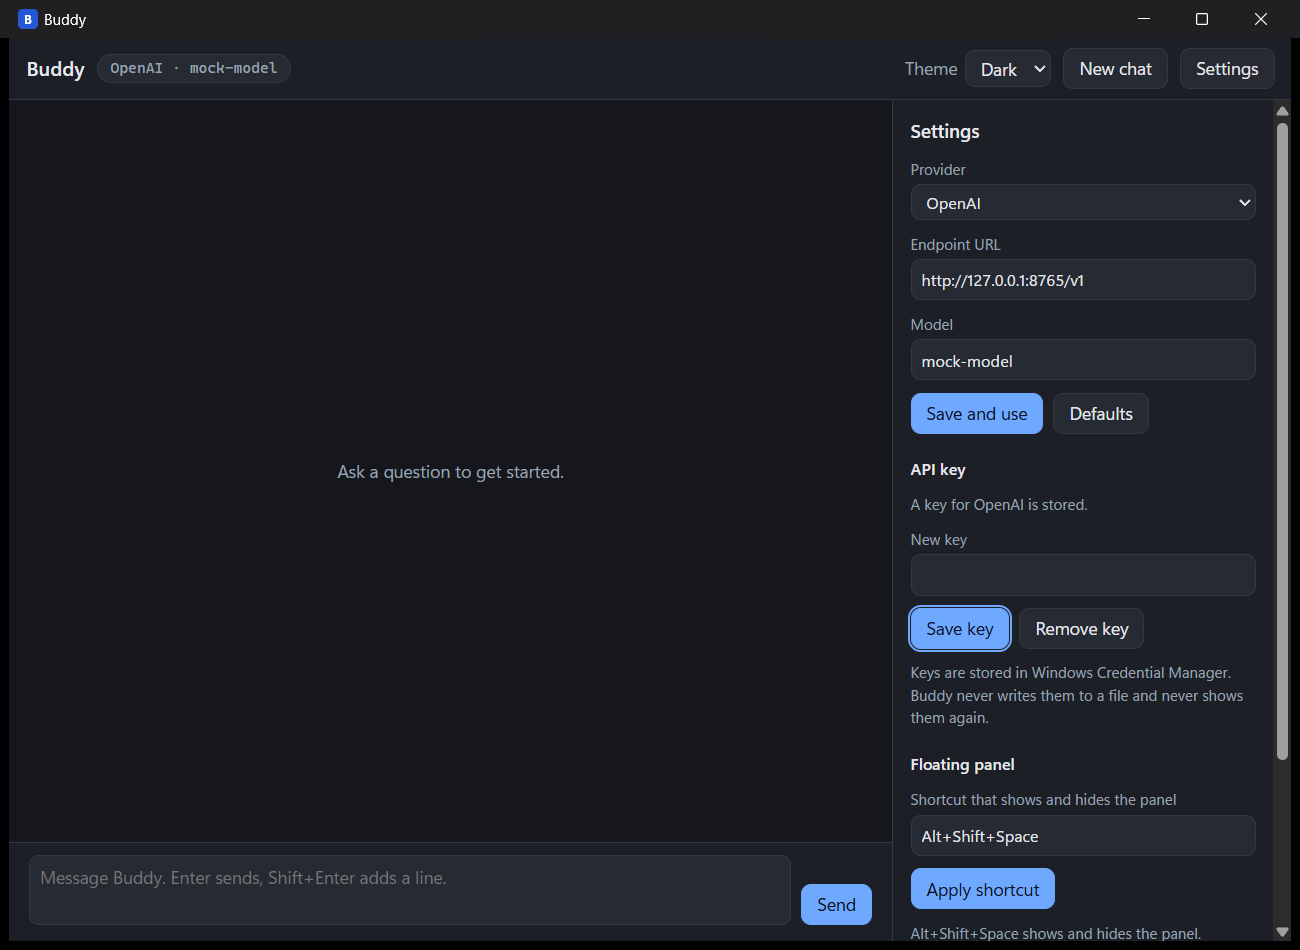 B Buddy
Buddy
OpenAI · mock-model
Theme
Dark
New chat
Settings
Ask a question to get started.
Message Buddy. Enter sends, Shift+Enter adds a line.
Send
Settings
Provider
OpenAI
Endpoint URL
http://127.0.0.1:8765/v1
Model
mock-model
Save and use
Defaults
API key
A key for OpenAI is stored.
New key
Save key
Remove key
Keys are stored in Windows Credential Manager.
Buddy never writes them to a file and never shows
them again.
Floating panel
Shortcut that shows and hides the panel
Alt+Shift+Space
Apply shortcut
Alt+Shift+Space shows and hides the panel.